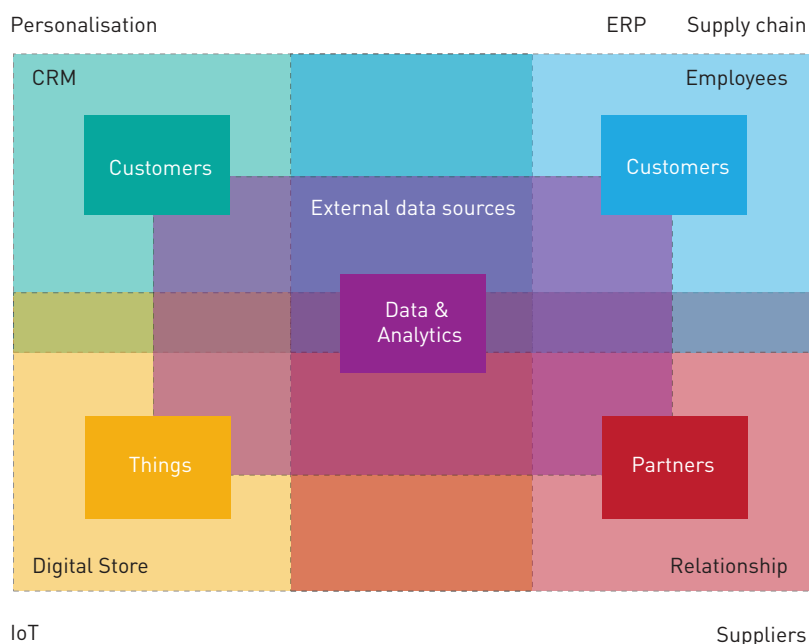 Personalisation
ERP
Supply chain
CRM
Employees
Customers
Customers
External data sources
Data &
Analytics
Things
Partners
Digital Store
Relationship
IoT
Suppliers